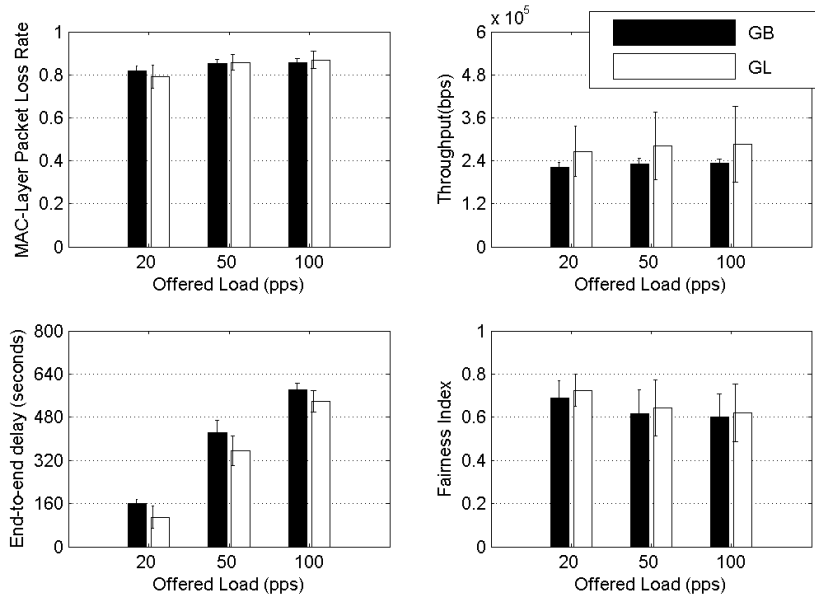 MAC-Layer Packet Loss Rate
1
0.8
0.6
0.4
0.2
0
20 50 100
Offered Load (pps)
x 10^5
Throughput(bps)
6
4.8
3.6
2.4
1.2
0
20 50 100
Offered Load (pps)
GB
GL
End-to-end delay (seconds)
800
640
480
320
160
0
20 50 100
Offered Load (pps)
Fairness Index
1
0.8
0.6
0.4
0.2
0
20 50 100
Offered Load (pps)